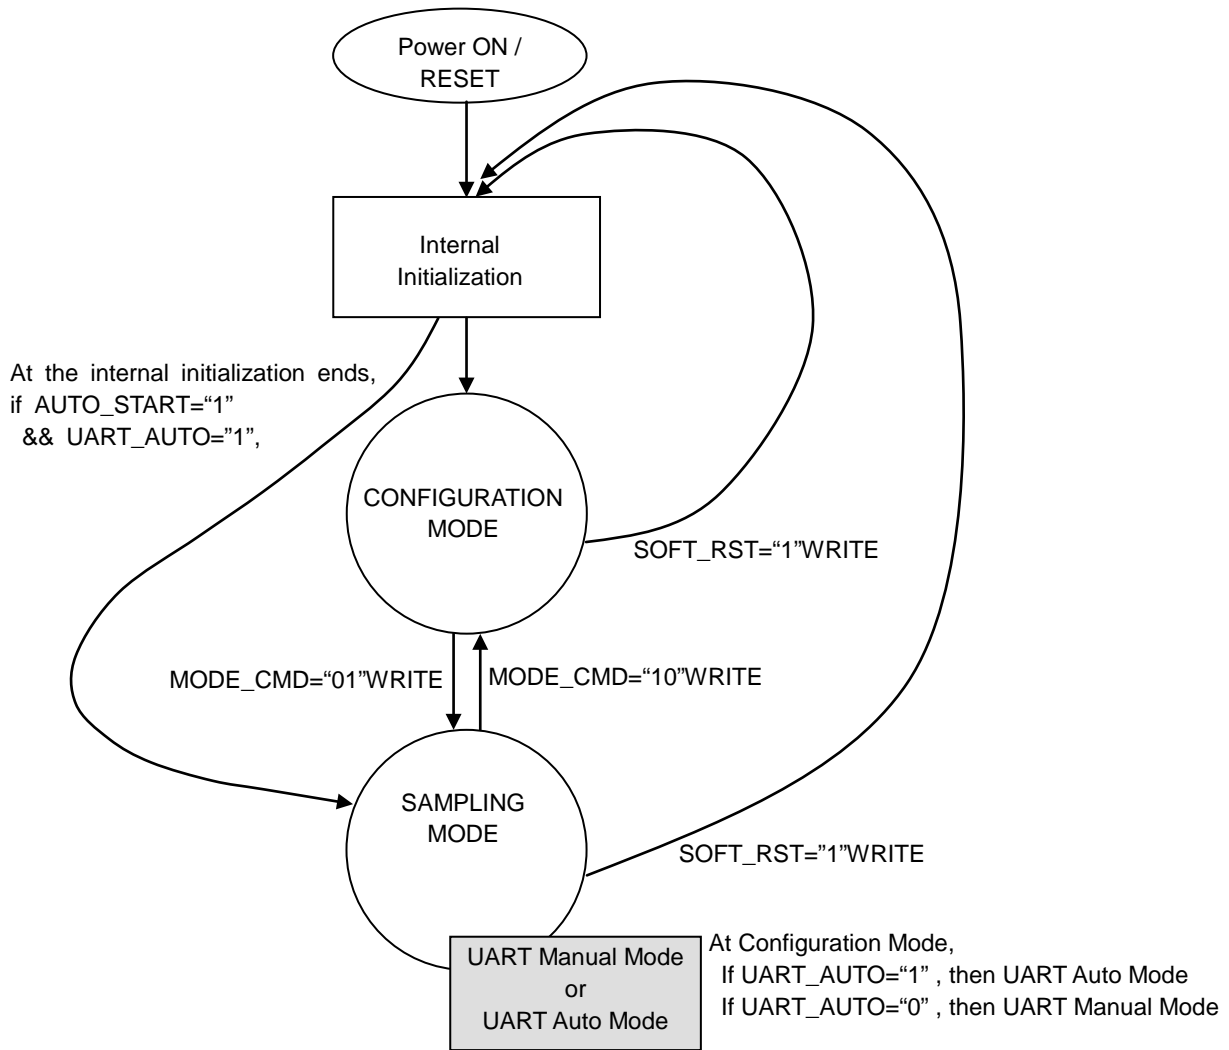 Power ON /
RESET
Internal
Initialization
At the internal initialization ends,
if AUTO_START=“1”
&& UART_AUTO=”1”,
CONFIGURATION
MODE
SOFT_RST=“1”WRITE
MODE_CMD=“01”WRITE
MODE_CMD=“10”WRITE
SAMPLING
MODE
SOFT_RST=”1”WRITE
UART Manual Mode
or
UART Auto Mode
At Configuration Mode,
If UART_AUTO=“1” , then UART Auto Mode
If UART_AUTO=“0” , then UART Manual Mode